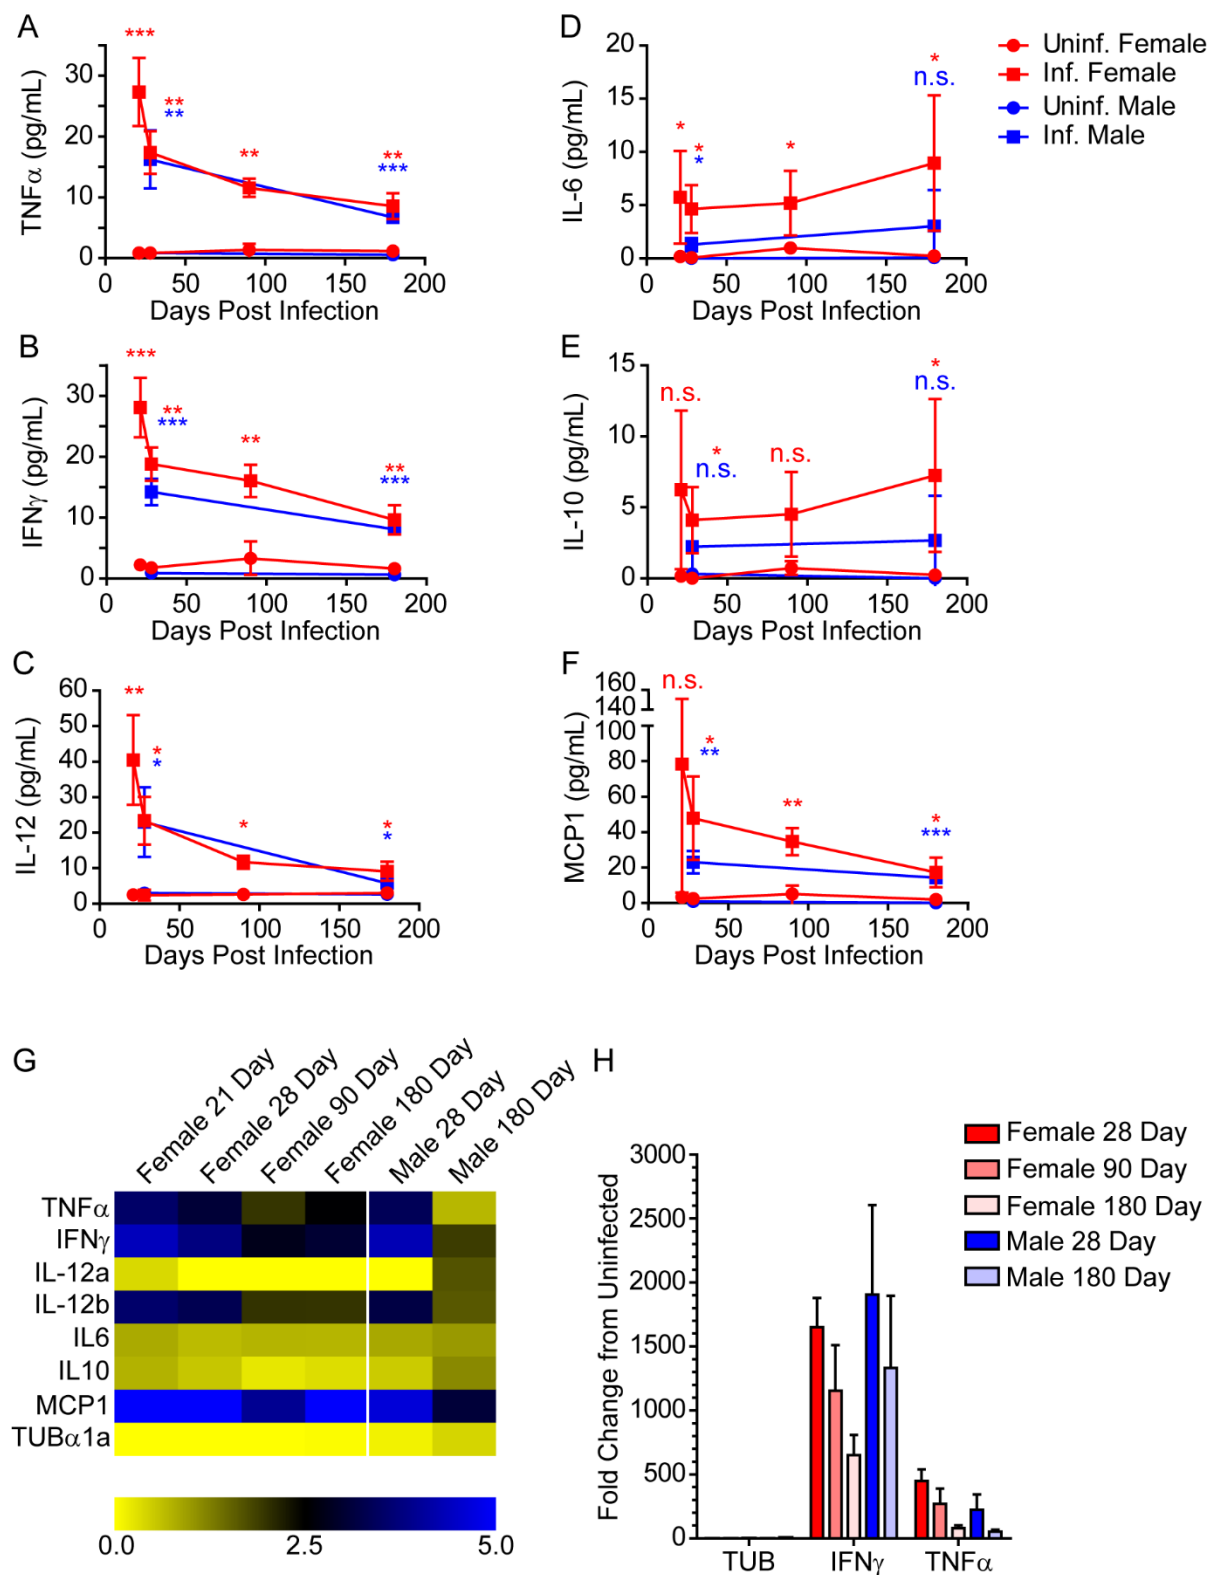 A
TNFα (pg/mL)
30
20
10
0
***
**
**
**
**
***
0 50 100 150 200
Days Post Infection
D
IL-6 (pg/mL)
20
15
10
5
0
*
*
*
*
*
n.s.
0 50 100 150 200
Days Post Infection
Uninf. Female
Inf. Female
Uninf. Male
Inf. Male
B
IFNγ (pg/mL)
30
20
10
0
***
**
***
**
**
***
0 50 100 150 200
Days Post Infection
E
IL-10 (pg/mL)
15
10
5
0
n.s.
*
n.s.
n.s.
*
n.s.
0 50 100 150 200
Days Post Infection
C
IL-12 (pg/mL)
60
50
40
30
20
10
0
**
*
*
*
*
*
0 50 100 150 200
Days Post Infection
F
MCP1 (pg/mL)
160
140
100
80
60
40
20
0
n.s.
*
**
**
*
***
0 50 100 150 200
Days Post Infection
G
Female 21 Day
Female 28 Day
Female 90 Day
Female 180 Day
Male 28 Day
Male 180 Day
TNFα
IFNγ
IL-12a
IL-12b
IL6
IL10
MCP1
TUBα1a
0.0 2.5 5.0
H
Fold Change from Uninfected
3000
2500
2000
1500
1000
500
0
TUB IFNγ TNFα
Female 28 Day
Female 90 Day
Female 180 Day
Male 28 Day
Male 180 Day